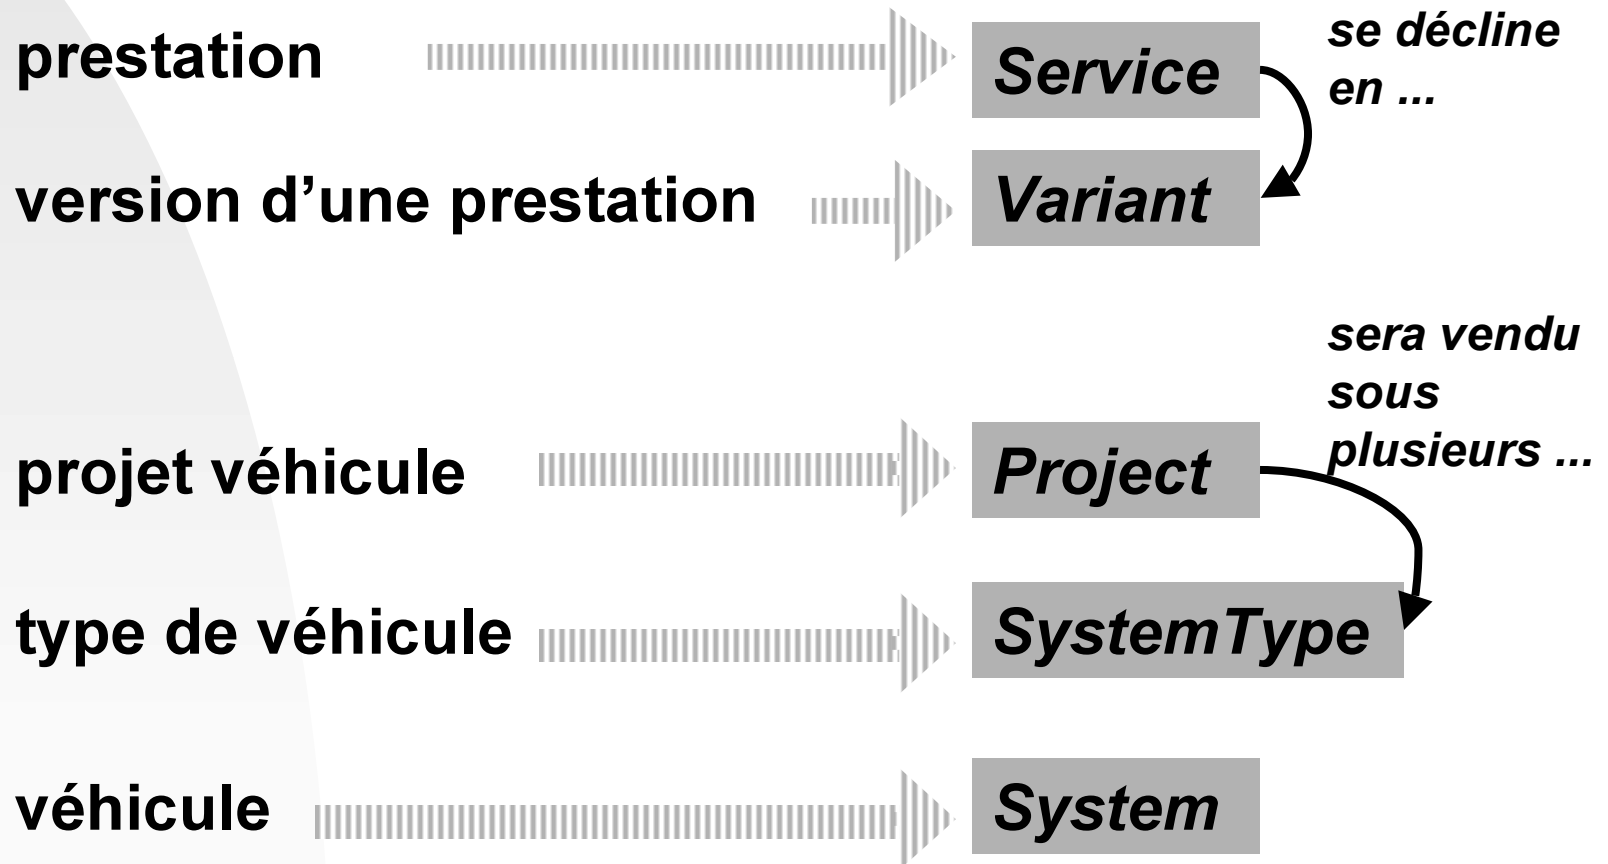 prestation
Service
se décline
en ...
version d’une prestation
Variant
projet véhicule
Project
sera vendu
sous
plusieurs ...
type de véhicule
SystemType
véhicule
System